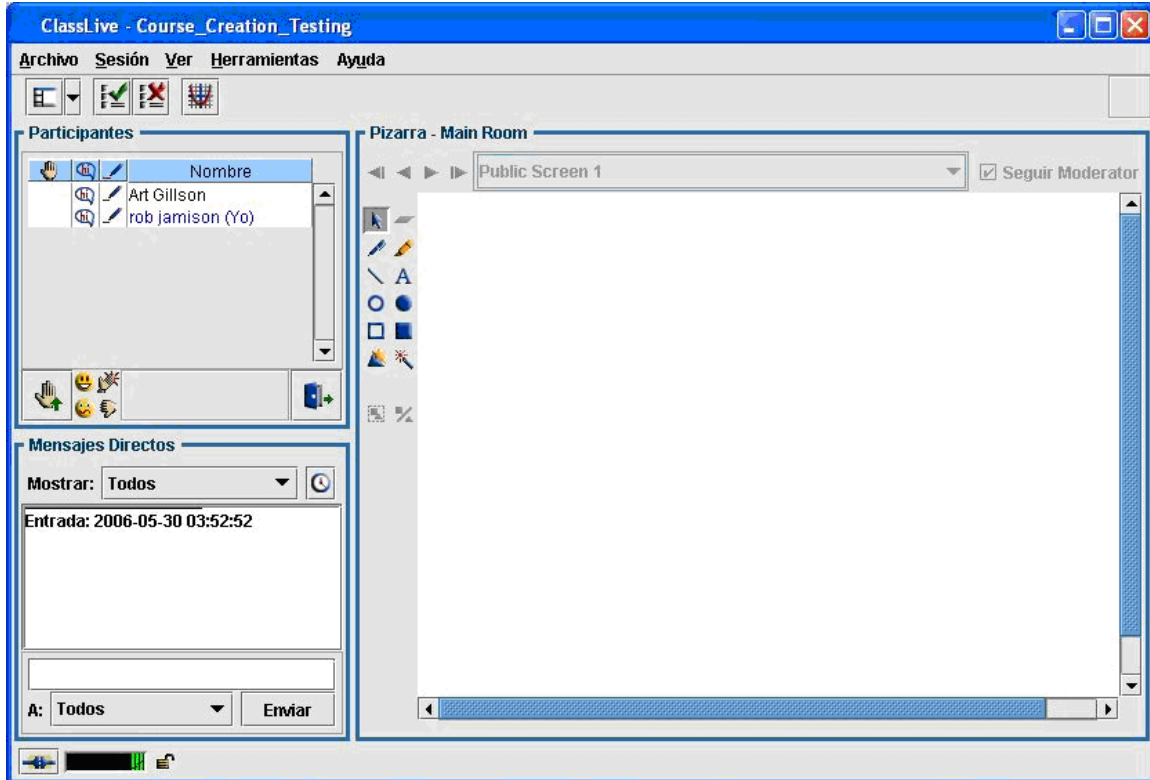 ClassLive - Course_Creation_Testing
Archivo Sesión Ver Herramientas Ayuda
Participantes
Nombre
Art Gillson
rob jamison (Yo)
Mensajes Directos
Mostrar: Todos
Entrada: 2006-05-30 03:52:52
A: Todos Enviar
Pizarra - Main Room
Public Screen 1 Seguir Moderator
A